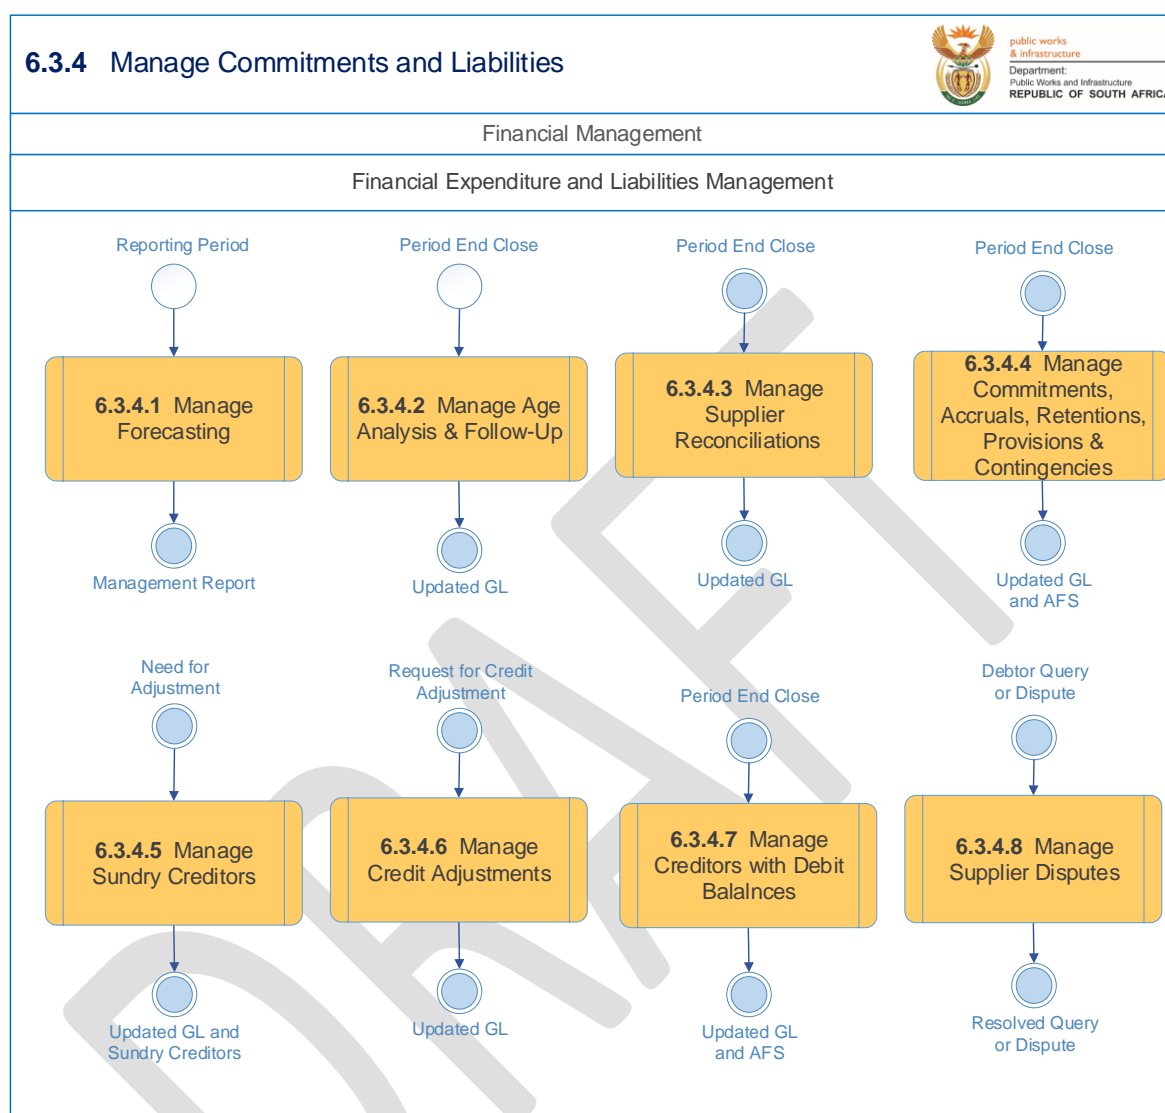 6.3.4 Manage Commitments and Liabilities
public works
& infrastructure
Department:
Public Works and Infrastructure
REPUBLIC OF SOUTH AFRICA
Financial Management
Financial Expenditure and Liabilities Management
Reporting Period
Period End Close
Period End Close
Period End Close
6.3.4.1 Manage
Forecasting
6.3.4.2 Manage Age
Analysis & Follow-Up
6.3.4.3 Manage
Supplier
Reconciliations
6.3.4.4 Manage
Commitments,
Accruals, Retentions,
Provisions &
Contingencies
Management Report
Updated GL
Updated GL
Updated GL
and AFS
Need for
Adjustment
Request for Credit
Adjustment
Period End Close
Debtor Query
or Dispute
6.3.4.5 Manage
Sundry Creditors
6.3.4.6 Manage
Credit Adjustments
6.3.4.7 Manage
Creditors with Debit
Balalnces
6.3.4.8 Manage
Supplier Disputes
Updated GL and
Sundry Creditors
Updated GL
Updated GL
and AFS
Resolved Query
or Dispute
DRAFT